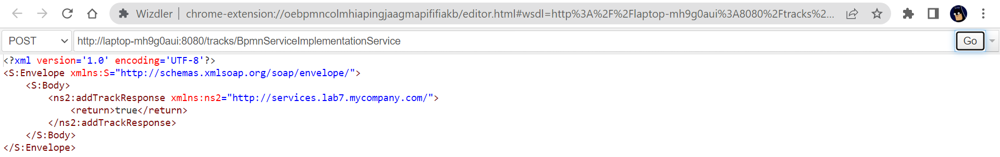 Wizdler | chrome-extension://oebpmncolmhiapingjaagmapififiakb/editor.html#wsdl=http%3A%2F%2Flaptop-mh9g0aui%3A8080%2Ftracks%2...
POST http://laptop-mh9g0aui:8080/tracks/BpmnServiceImplementationService Go
<?xml version='1.0' encoding='UTF-8'?>
<S:Envelope xmlns:S="http://schemas.xmlsoap.org/soap/envelope/">
    <S:Body>
        <ns2:addTrackResponse xmlns:ns2="http://services.lab7.mycompany.com/">
            <return>true</return>
        </ns2:addTrackResponse>
    </S:Body>
</S:Envelope>